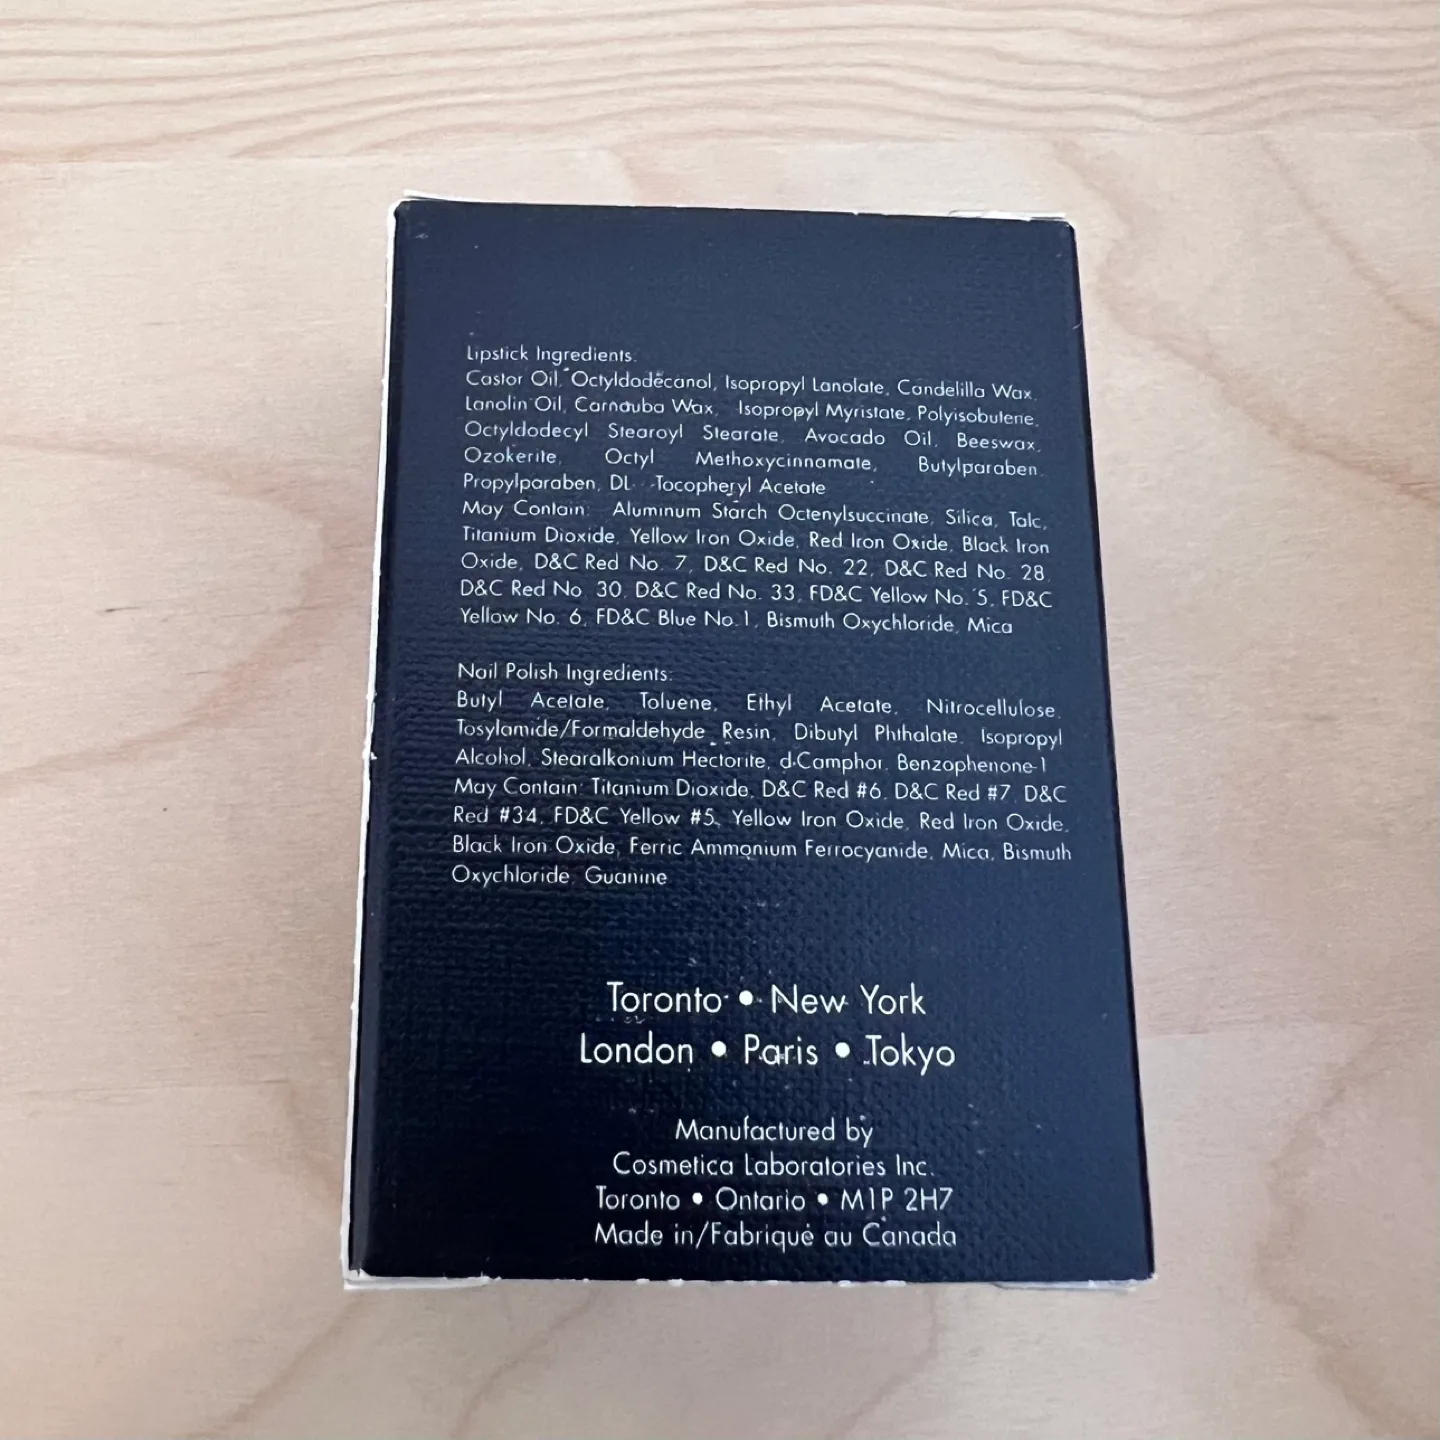 Lipstick Ingredients:
Castor Oil, Octyldodecanol, Isopropyl Lanolate, Candelilla Wax,
Lanolin Oil, Carnauba Wax, Isopropyl Myristate, Polyisobutene,
Octyldodecyl Stearoyl Stearate, Avocado Oil, Beeswax,
Ozokerite, Octyl Methoxycinnamate, Butylparaben,
Propylparaben, DL - Tocopheryl Acetate
May Contain: Aluminum Starch Octenylsuccinate, Silica, Talc,
Titanium Dioxide, Yellow Iron Oxide, Red Iron Oxide, Black Iron
Oxide, D&C Red No. 7, D&C Red No. 22, D&C Red No. 28,
D&C Red No. 30, D&C Red No. 33, FD&C Yellow No. 5, FD&C
Yellow No. 6, FD&C Blue No.1, Bismuth Oxychloride, Mica
Nail Polish Ingredients:
Butyl Acetate, Toluene, Ethyl Acetate, Nitrocellulose,
Tosylamide/Formaldehyde Resin, Dibutyl Phthalate, Isopropyl
Alcohol, Stearalkonium Hectorite, d-Camphor, Benzophenone-1
May Contain: Titanium Dioxide, D&C Red #6, D&C Red #7, D&C
Red #34, FD&C Yellow #5, Yellow Iron Oxide, Red Iron Oxide,
Black Iron Oxide, Ferric Ammonium Ferrocyanide, Mica, Bismuth
Oxychloride, Guanine
Toronto • New York
London • Paris • Tokyo
Manufactured by
Cosmetica Laboratories Inc.
Toronto • Ontario • M1P 2H7
Made in/Fabriqué au Canada